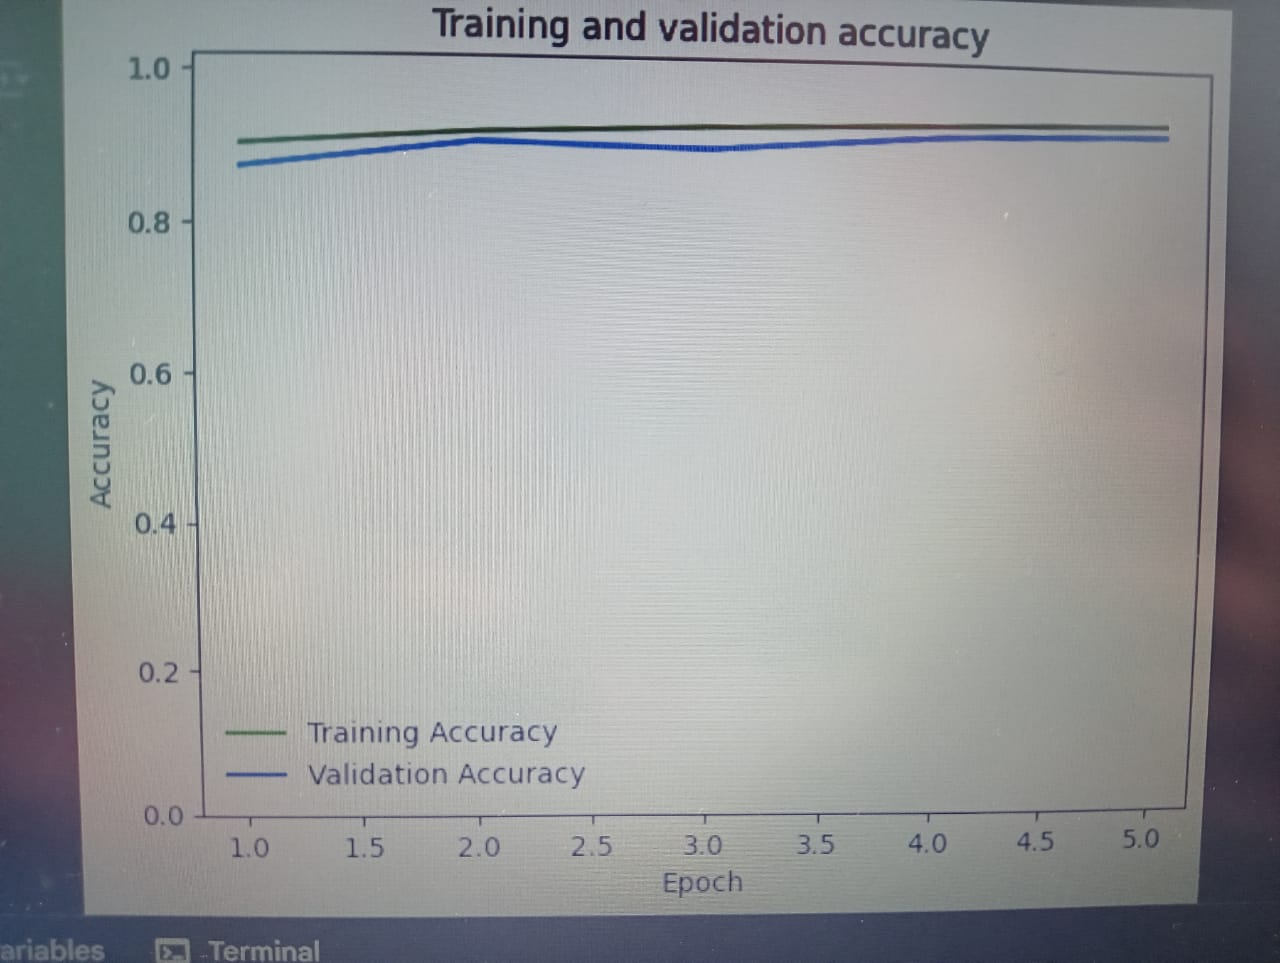 Training and validation accuracy
1.0
0.8
0.6
0.4
0.2
0.0
Accuracy
Training Accuracy
Validation Accuracy
1.0 1.5 2.0 2.5 3.0 3.5 4.0 4.5 5.0
Epoch
ariables Terminal